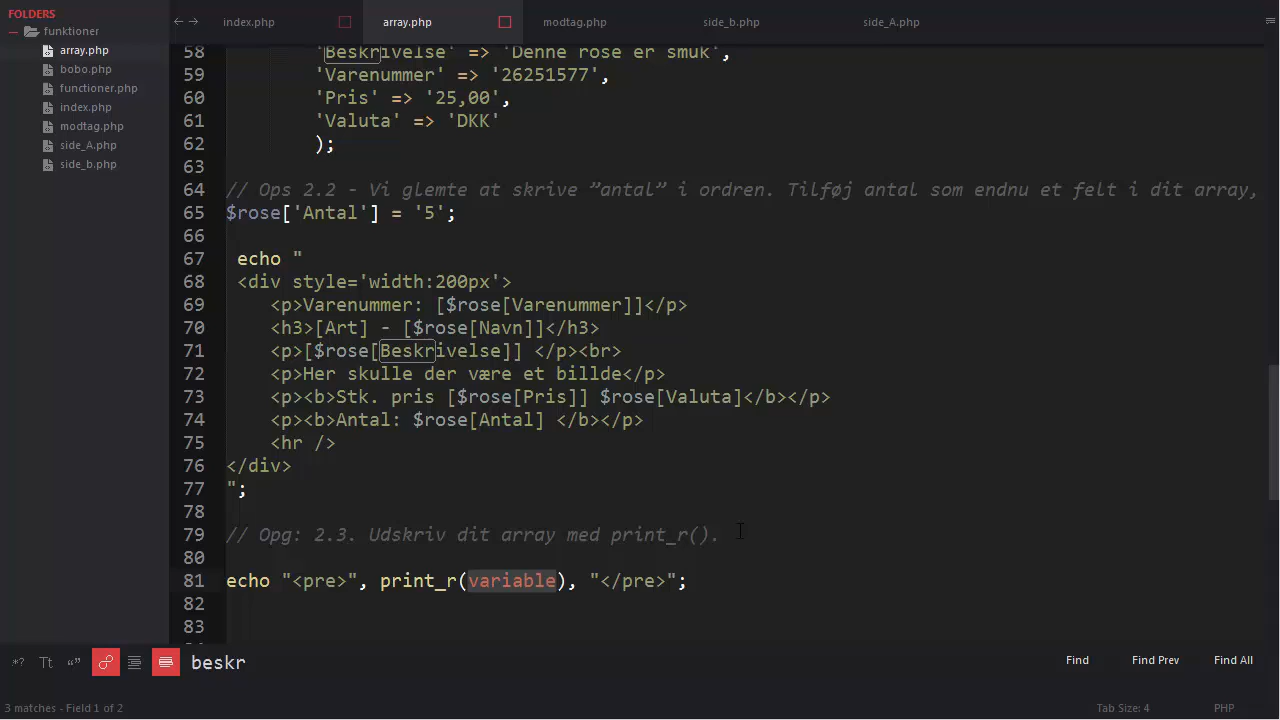 FOLDERS
funktioner
array.php
bobo.php
functioner.php
index.php
modtag.php
side_A.php
side_b.php
index.php array.php modtag.php side_b.php side_A.php
58 'Beskrivelse' => 'Denne rose er smuk',
59 'Varenummer' => '26251577',
60 'Pris' => '25,00',
61 'Valuta' => 'DKK'
62 );
63
64 // Ops 2.2 - Vi glemte at skrive ”antal” i ordren. Tilføj antal som endnu et felt i dit array,
65 $rose['Antal'] = '5';
66
67 echo "
68 <div style='width:200px'>
69 <p>Varenummer: [$rose[Varenummer]]</p>
70 <h3>[Art] - [$rose[Navn]]</h3>
71 <p>[$rose[Beskrivelse]] </p><br>
72 <p>Her skulle der være et billde</p>
73 <p><b>Stk. pris [$rose[Pris]] $rose[Valuta]</b></p>
74 <p><b>Antal: $rose[Antal] </b></p>
75 <hr />
76 </div>
77 ";
78
79 // Opg: 2.3. Udskriv dit array med print_r().
80
81 echo "<pre>", print_r(variable), "</pre>";
82
83
.* Tt “” beskr Find Find Prev Find All
3 matches - Field 1 of 2 Tab Size: 4 PHP